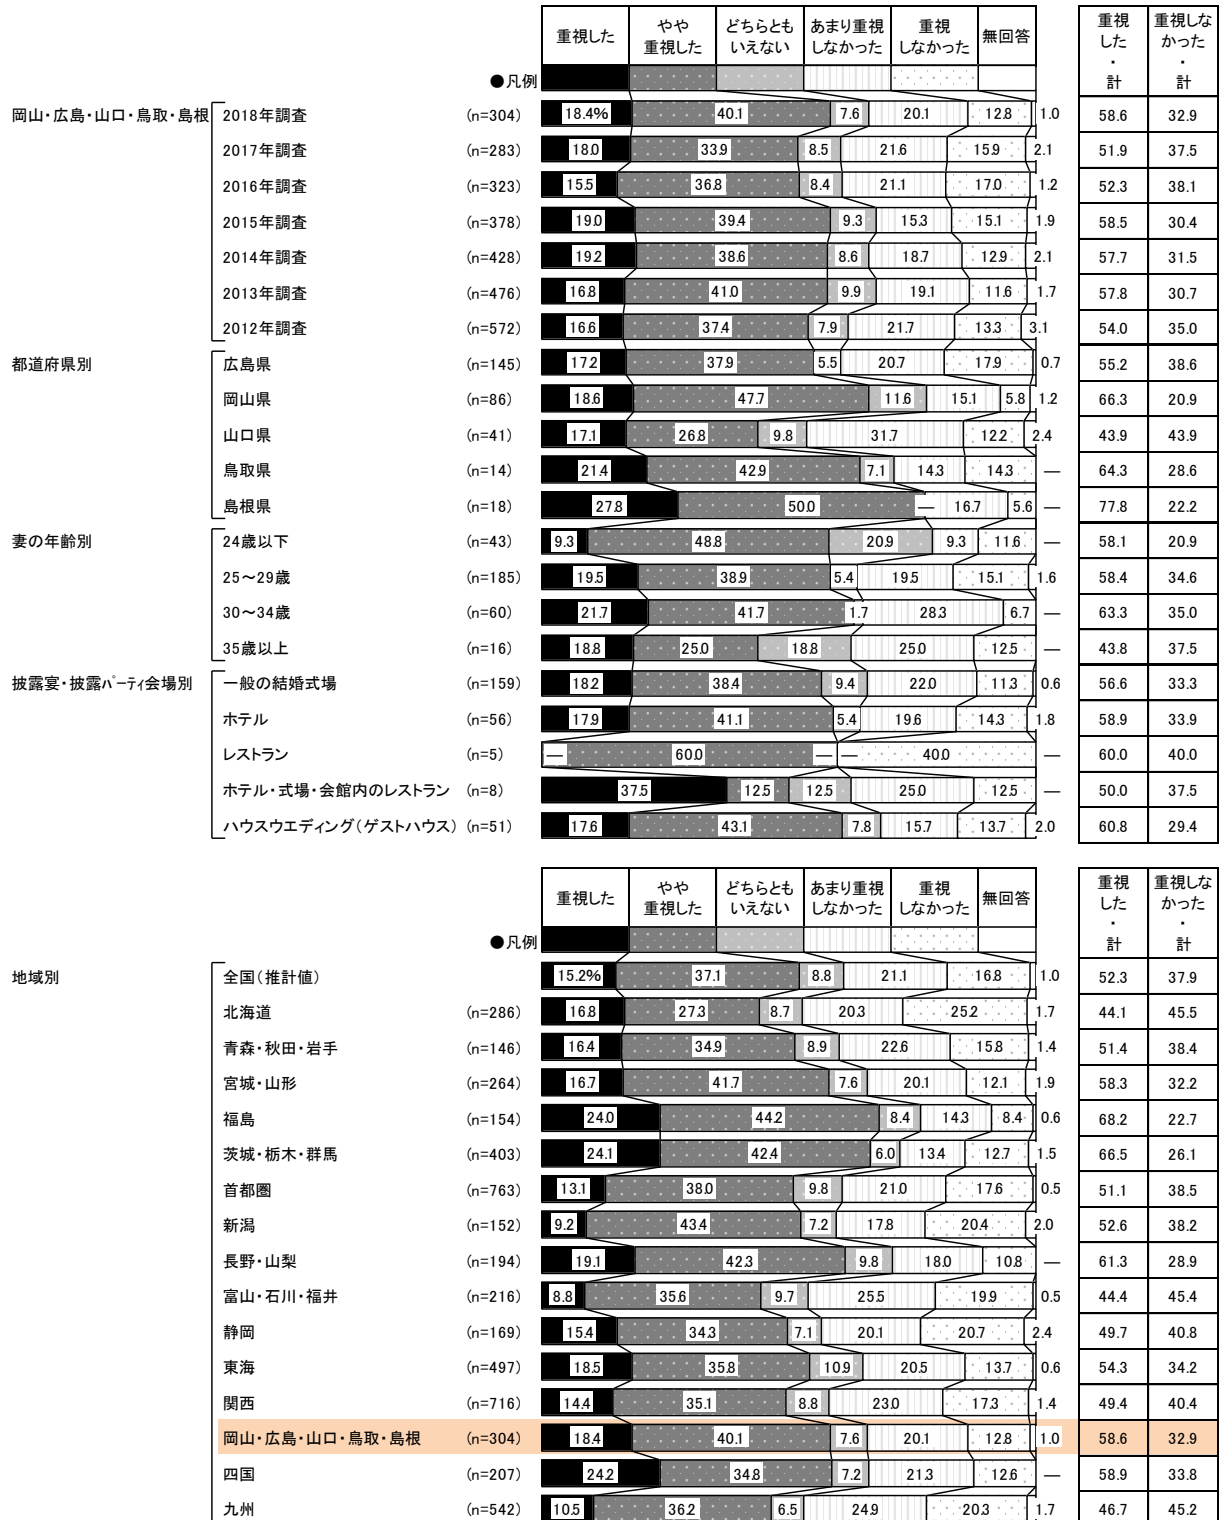 重視した やや重視した どちらともいえない あまり重視しなかった 重視しなかった 無回答 重視した・計 重視しなかった・計
●凡例
岡山・広島・山口・鳥取・島根 2018年調査 (n=304) 18.4% 40.1 7.6 20.1 12.8 1.0 58.6 32.9
2017年調査 (n=283) 18.0 33.9 8.5 21.6 15.9 2.1 51.9 37.5
2016年調査 (n=323) 15.5 36.8 8.4 21.1 17.0 1.2 52.3 38.1
2015年調査 (n=378) 19.0 39.4 9.3 15.3 15.1 1.9 58.5 30.4
2014年調査 (n=428) 19.2 38.6 8.6 18.7 12.9 2.1 57.7 31.5
2013年調査 (n=476) 16.8 41.0 9.9 19.1 11.6 1.7 57.8 30.7
2012年調査 (n=572) 16.6 37.4 7.9 21.7 13.3 3.1 54.0 35.0
都道府県別 広島県 (n=145) 17.2 37.9 5.5 20.7 17.9 0.7 55.2 38.6
岡山県 (n=86) 18.6 47.7 11.6 15.1 5.8 1.2 66.3 20.9
山口県 (n=41) 17.1 26.8 9.8 31.7 12.2 2.4 43.9 43.9
鳥取県 (n=14) 21.4 42.9 7.1 14.3 14.3 — 64.3 28.6
島根県 (n=18) 27.8 50.0 — 16.7 5.6 — 77.8 22.2
妻の年齢別 24歳以下 (n=43) 9.3 48.8 20.9 9.3 11.6 — 58.1 20.9
25～29歳 (n=185) 19.5 38.9 5.4 19.5 15.1 1.6 58.4 34.6
30～34歳 (n=60) 21.7 41.7 1.7 28.3 6.7 — 63.3 35.0
35歳以上 (n=16) 18.8 25.0 18.8 25.0 12.5 — 43.8 37.5
披露宴・披露パーティ会場別 一般の結婚式場 (n=159) 18.2 38.4 9.4 22.0 11.3 0.6 56.6 33.3
ホテル (n=56) 17.9 41.1 5.4 19.6 14.3 1.8 58.9 33.9
レストラン (n=5) — 60.0 — — 40.0 — 60.0 40.0
ホテル・式場・会館内のレストラン (n=8) 37.5 12.5 12.5 25.0 12.5 — 50.0 37.5
ハウスウエディング(ゲストハウス) (n=51) 17.6 43.1 7.8 15.7 13.7 2.0 60.8 29.4
重視した やや重視した どちらともいえない あまり重視しなかった 重視しなかった 無回答 重視した・計 重視しなかった・計
●凡例
地域別 全国(推計値) 15.2% 37.1 8.8 21.1 16.8 1.0 52.3 37.9
北海道 (n=286) 16.8 27.3 8.7 20.3 25.2 1.7 44.1 45.5
青森・秋田・岩手 (n=146) 16.4 34.9 8.9 22.6 15.8 1.4 51.4 38.4
宮城・山形 (n=264) 16.7 41.7 7.6 20.1 12.1 1.9 58.3 32.2
福島 (n=154) 24.0 44.2 8.4 14.3 8.4 0.6 68.2 22.7
茨城・栃木・群馬 (n=403) 24.1 42.4 6.0 13.4 12.7 1.5 66.5 26.1
首都圏 (n=763) 13.1 38.0 9.8 21.0 17.6 0.5 51.1 38.5
新潟 (n=152) 9.2 43.4 7.2 17.8 20.4 2.0 52.6 38.2
長野・山梨 (n=194) 19.1 42.3 9.8 18.0 10.8 — 61.3 28.9
富山・石川・福井 (n=216) 8.8 35.6 9.7 25.5 19.9 0.5 44.4 45.4
静岡 (n=169) 15.4 34.3 7.1 20.1 20.7 2.4 49.7 40.8
東海 (n=497) 18.5 35.8 10.9 20.5 13.7 0.6 54.3 34.2
関西 (n=716) 14.4 35.1 8.8 23.0 17.3 1.4 49.4 40.4
岡山・広島・山口・鳥取・島根 (n=304) 18.4 40.1 7.6 20.1 12.8 1.0 58.6 32.9
四国 (n=207) 24.2 34.8 7.2 21.3 12.6 — 58.9 33.8
九州 (n=542) 10.5 36.2 6.5 24.9 20.3 1.7 46.7 45.2